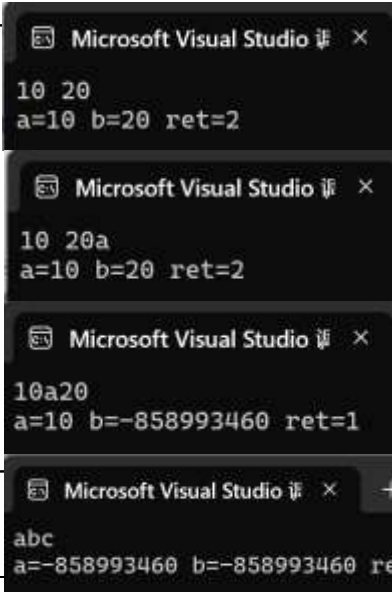 Microsoft Visual Studio
10 20
a=10 b=20 ret=2
Microsoft Visual Studio
10 20a
a=10 b=20 ret=2
Microsoft Visual Studio
10a20
a=10 b=-858993460 ret=1
Microsoft Visual Studio
abc
a=-858993460 b=-858993460 re